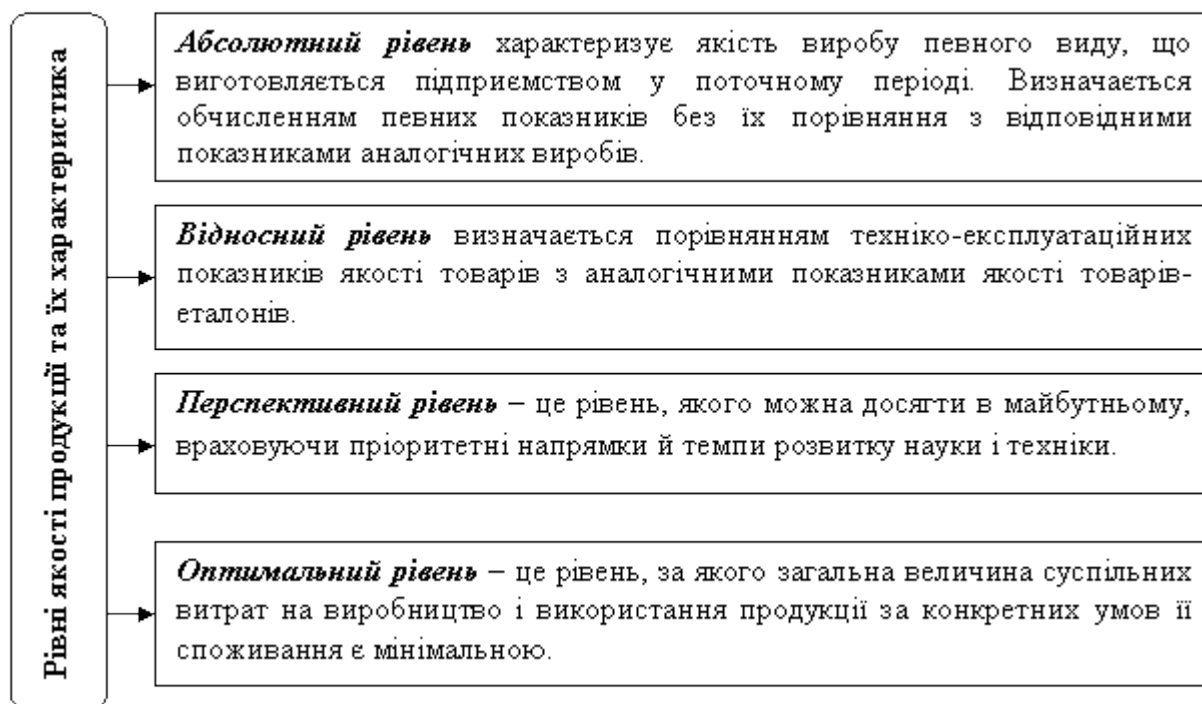 Рівні якості продукції та їх характеристика
Абсолютний рівень характеризує якість виробу певного виду, що
виготовляється підприємством у поточному періоді. Визначається
обчисленням певних показників без їх порівняння з відповідними
показниками аналогічних виробів.
Відносний рівень визначається порівнянням техніко-експлуатаційних
показників якості товарів з аналогічними показниками якості товарів-
еталонів.
Перспективний рівень – це рівень, якого можна досягти в майбутньому,
враховуючи пріоритетні напрямки й темпи розвитку науки і техніки.
Оптимальний рівень – це рівень, за якого загальна величина суспільних
витрат на виробництво і використання продукції за конкретних умов її
споживання є мінімальною.